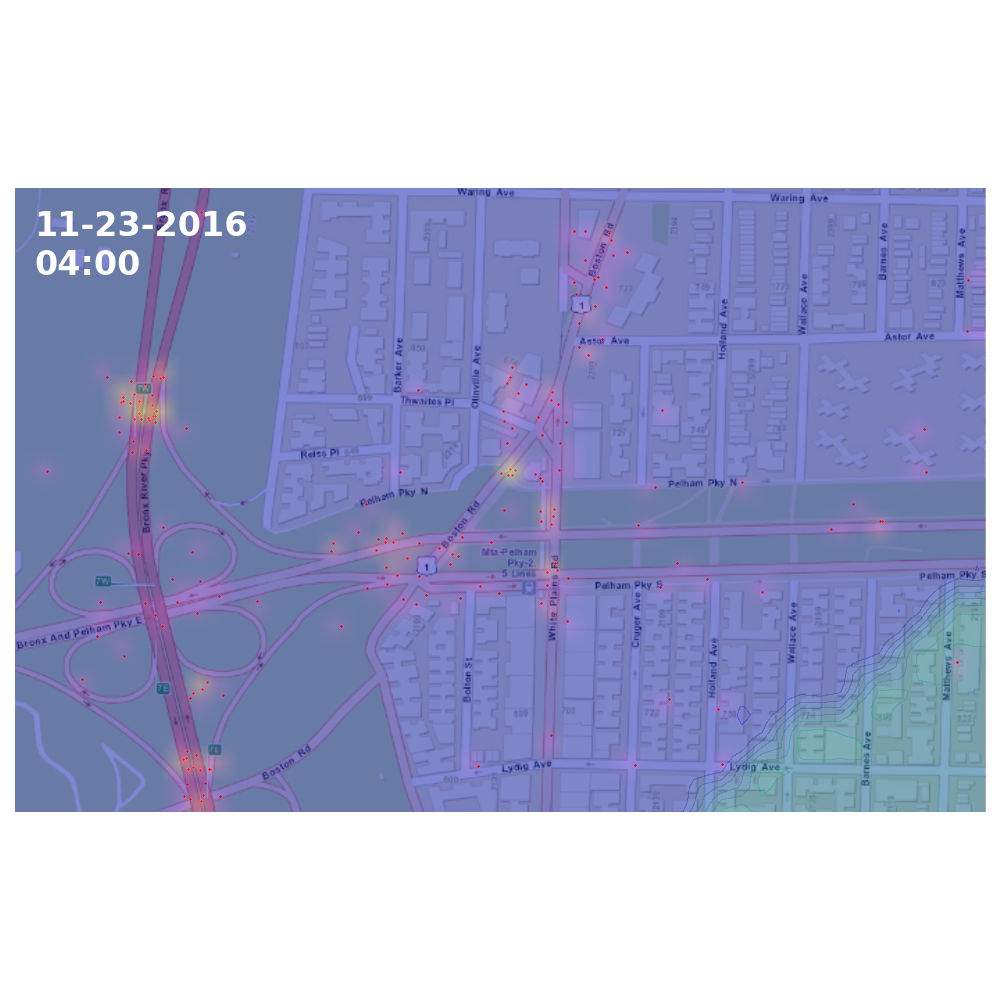 Waring Ave
Waring Ave
11-23-2016
04:00
Boston Rd
Barnes Ave
Matthews Ave
1
Wallace Ave
Holland Ave
Astor Ave
Astor Ave
Barker Ave
Olinville Ave
7W
Thwaites Pl
Reiss Pl
Pelham Pky N
Pelham Pky N
Bronx River Pky
Boston Rd
Mta-Pelham
Pky-2,
5 Lines
1
White Plains Rd
7W
Pelham Pky S
Pelham Pky S
Bronx And Pelham Pky E
Cruger Ave
Holland Ave
Wallace Ave
Matthews Ave
Bolton St
7E
7E
Boston Rd
Lydig Ave
Lydig Ave
Barnes Ave